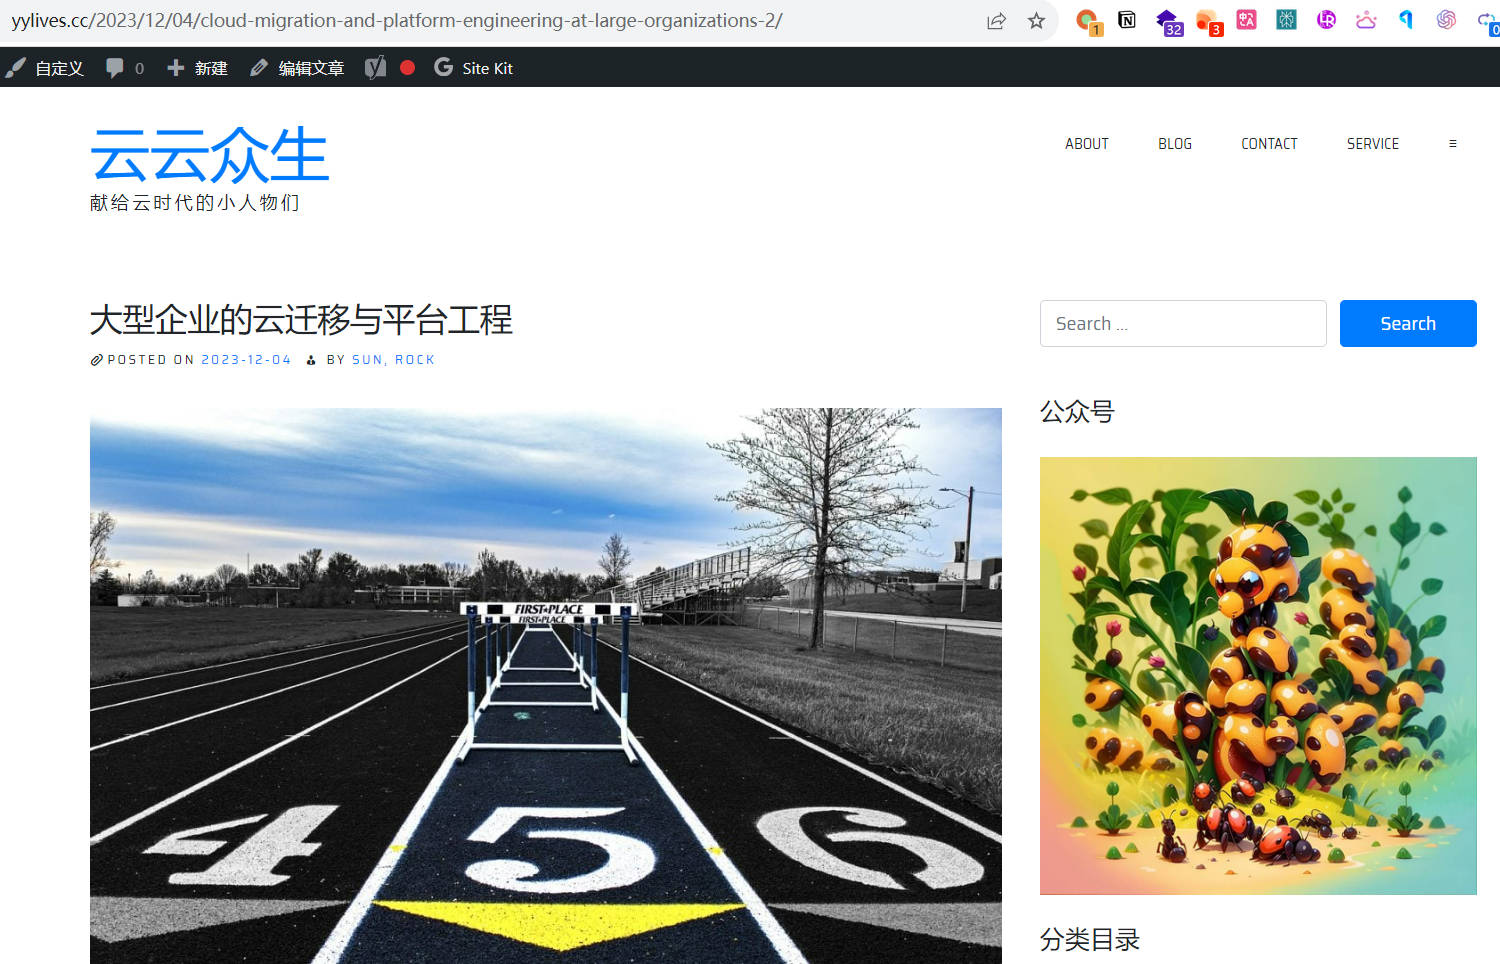 yylives.cc/2023/12/04/cloud-migration-and-platform-engineering-at-large-organizations-2/
1
32
3
0
自定义
0
新建
编辑文章
Site Kit
云云众生
献给云时代的小人物们
ABOUT
BLOG
CONTACT
SERVICE
大型企业的云迁移与平台工程
POSTED ON 2023-12-04 BY SUN, ROCK
Search ...
Search
公众号
FIRST PLACE
FIRST PLACE
4 5 6
分类目录